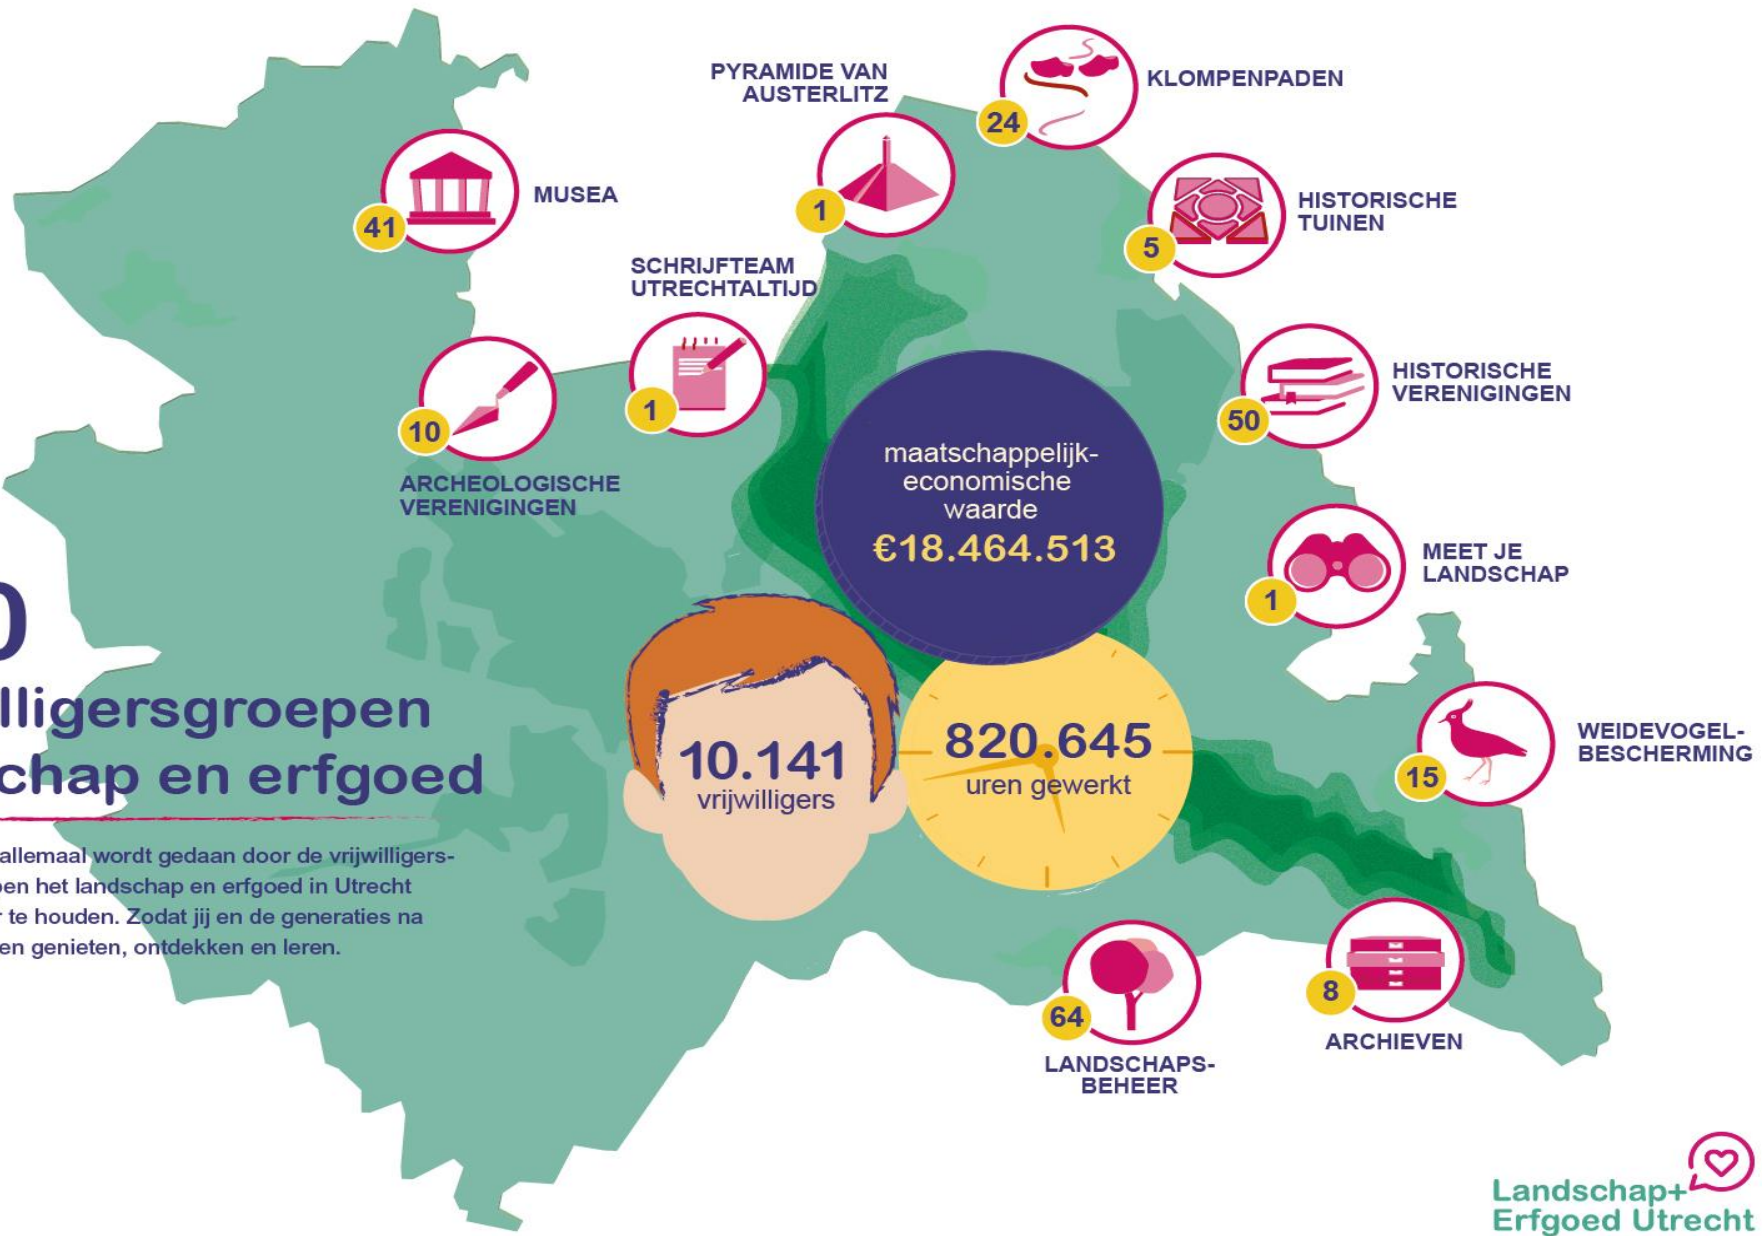 PYRAMIDE VAN
AUSTERLITZ
1
KLOMPENPADEN
24
MUSEA
41
HISTORISCHE
TUINEN
5
SCHRIJFTEAM
UTRECHTALTIJD
1
HISTORISCHE
VERENIGINGEN
50
10
ARCHEOLOGISCHE
VERENIGINGEN
maatschappelijk-
economische
waarde
€18.464.513
MEET JE
LANDSCHAP
1
0
lligersgroepen
chap en erfgoed
10.141
vrijwilligers
820.645
uren gewerkt
WEIDEVOGEL-
BESCHERMING
15
allemaal wordt gedaan door de vrijwilligers-
en het landschap en erfgoed in Utrecht
te houden. Zodat jij en de generaties na
en genieten, ontdekken en leren.
64
LANDSCHAPS-
BEHEER
8
ARCHIEVEN
Landschap+
Erfgoed Utrecht